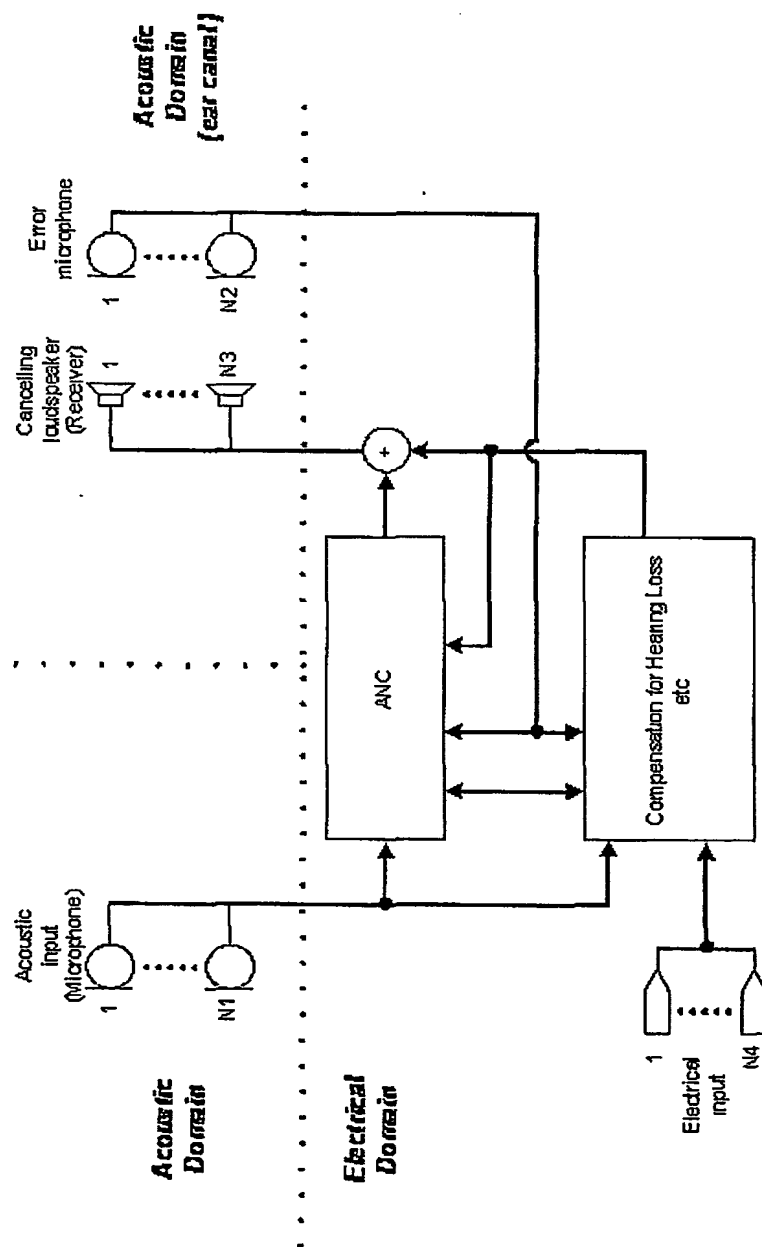 Acoustic
Domain
Acoustic
input
(Microphone)
1
N1
Cancelling
loudspeaker
(Receiver)
1
N3
Error
microphone
1
N2
Acoustic
Domain
(ear canal)
Electrical
Domain
ANC
+
Electrical
input
1
N4
Compensation for Hearing Loss
etc